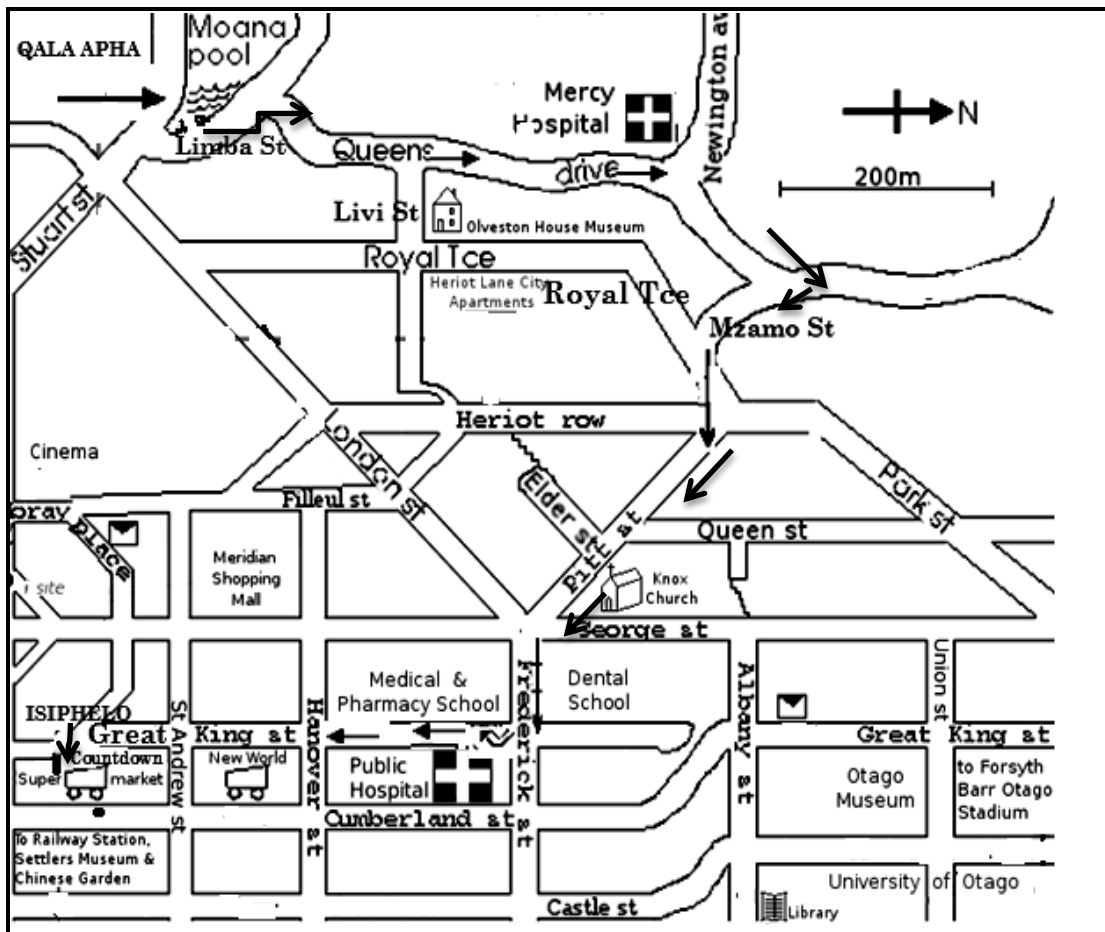 Moana
pool
QALA APHA
Newington av
Mercy
Hospital
N
Limba St
Queens
drive
200m
Stuart st
Livi St
Olveston House Museum
Royal Tce
Heriot Lane City
Apartments
Royal Tce
Mzamo St
Heriot row
Cinema
London st
Elder st
Pitt st
Park st
Filleul st
Queen st
oray place
Meridian
Shopping
Mall
site
Knox
Church
George st
Medical &
Pharmacy School
Dental
School
Frederick st
Albany st
Union st
Hanover st
St Andrew st
ISIPHELO
Great King st
Great King st
Countdown
Super market
New World
Public
Hospital
Otago
Museum
to Forsyth
Barr Otago
Stadium
Cumberland st
To Railway Station,
Settlers Museum &
Chinese Garden
University of Otago
Castle st
Library